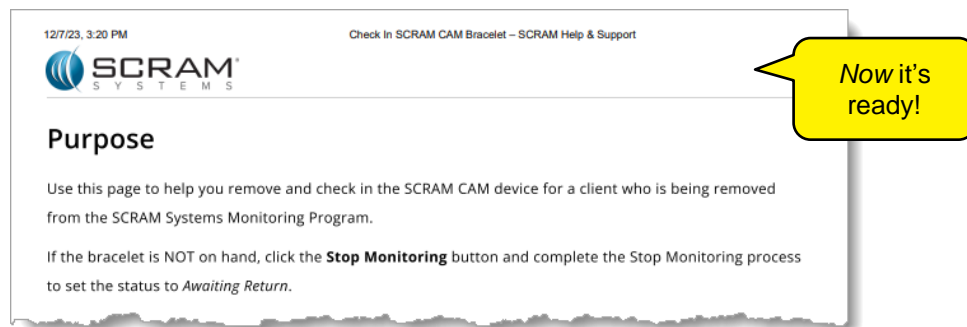 12/7/23, 3:20 PM Check In SCRAM CAM Bracelet – SCRAM Help & Support
SCRAM
SYSTEMS
Now it's
ready!
Purpose
Use this page to help you remove and check in the SCRAM CAM device for a client who is being removed
from the SCRAM Systems Monitoring Program.
If the bracelet is NOT on hand, click the Stop Monitoring button and complete the Stop Monitoring process
to set the status to Awaiting Return.